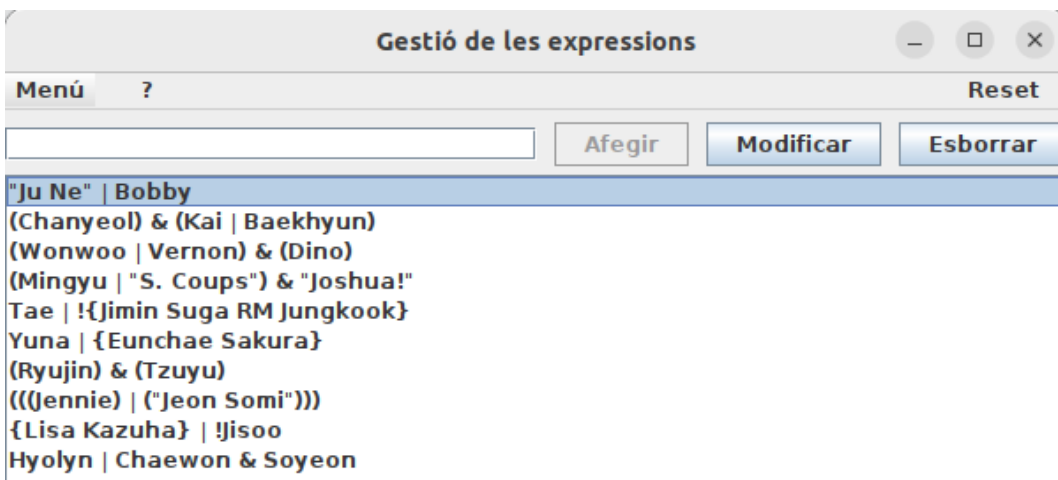 Gestió de les expressions
Menú ? Reset
Afegir Modificar Esborrar
"Ju Ne" | Bobby
(Chanyeol) & (Kai | Baekhyun)
(Wonwoo | Vernon) & (Dino)
(Mingyu | "S. Coups") & "Joshua!"
Tae | !{Jimin Suga RM Jungkook}
Yuna | {Eunchae Sakura}
(Ryujin) & (Tzuyu)
(((Jennie) | ("Jeon Somi")))
{Lisa Kazuha} | !Jisoo
Hyolyn | Chaewon & Soyeon